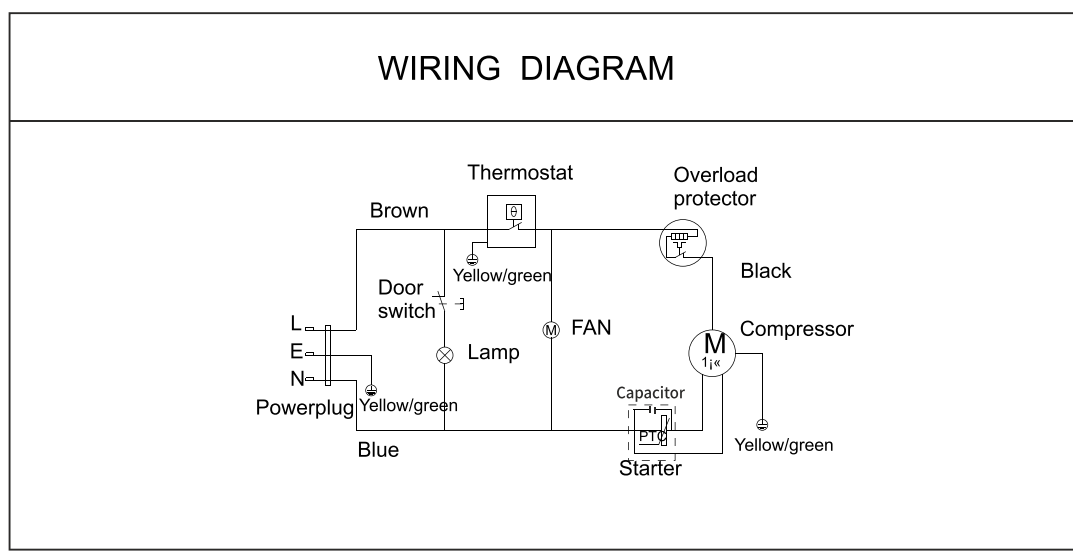 WIRING DIAGRAM
Thermostat
Overload
protector
Brown
θ
Yellow/green
Black
Door
switch
L
M
FAN
Compressor
M
1¡«
E
Lamp
N
Capacitor
Powerplug
Yellow/green
PTC
Blue
Yellow/green
Starter